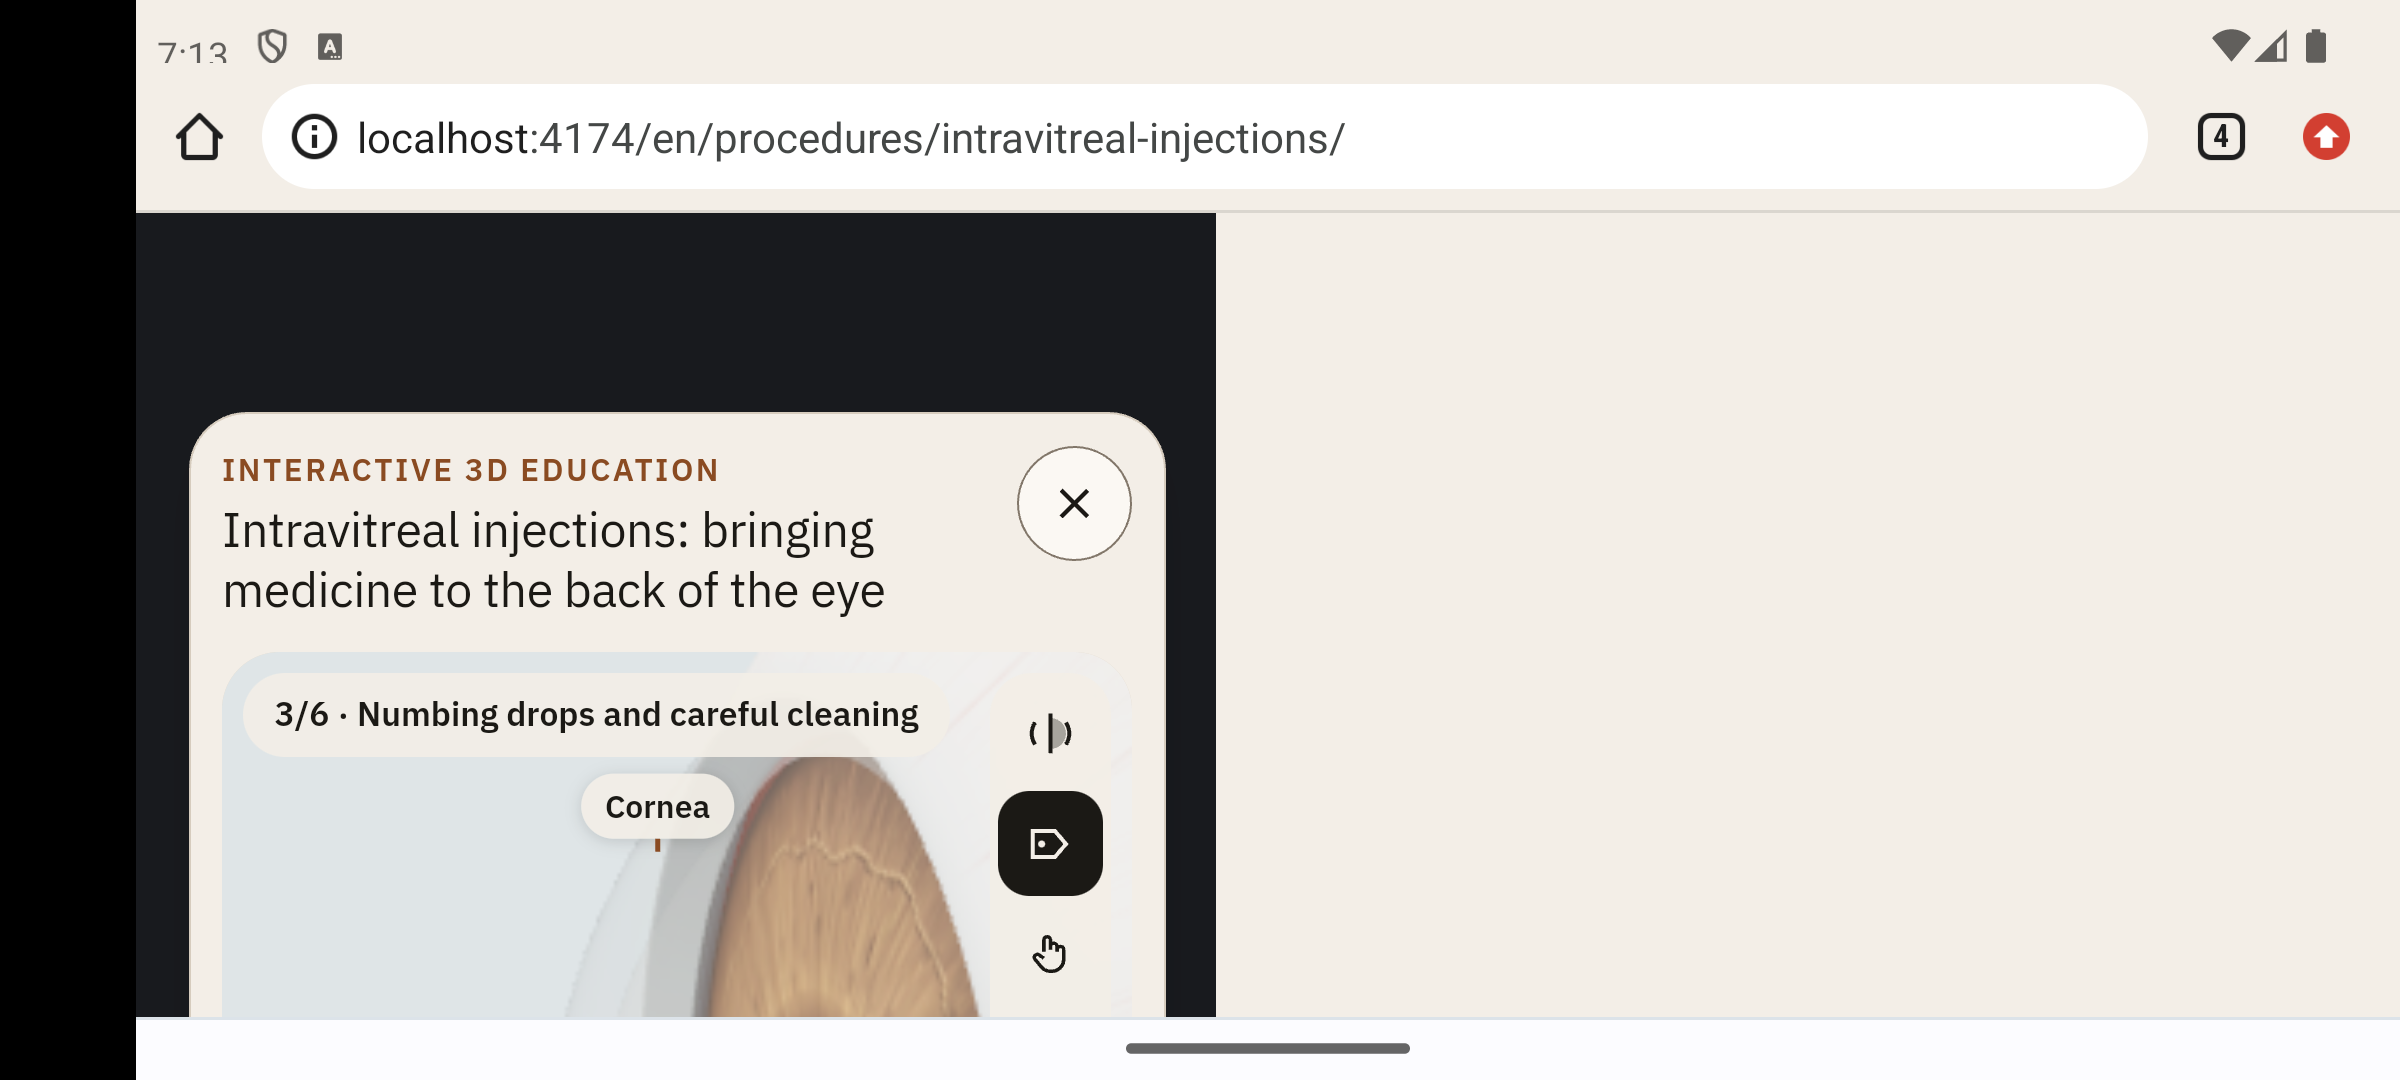 7:13
A
localhost:4174/en/procedures/intravitreal-injections/
4
INTERACTIVE 3D EDUCATION
Intravitreal injections: bringing
medicine to the back of the eye
3/6 · Numbing drops and careful cleaning
Cornea